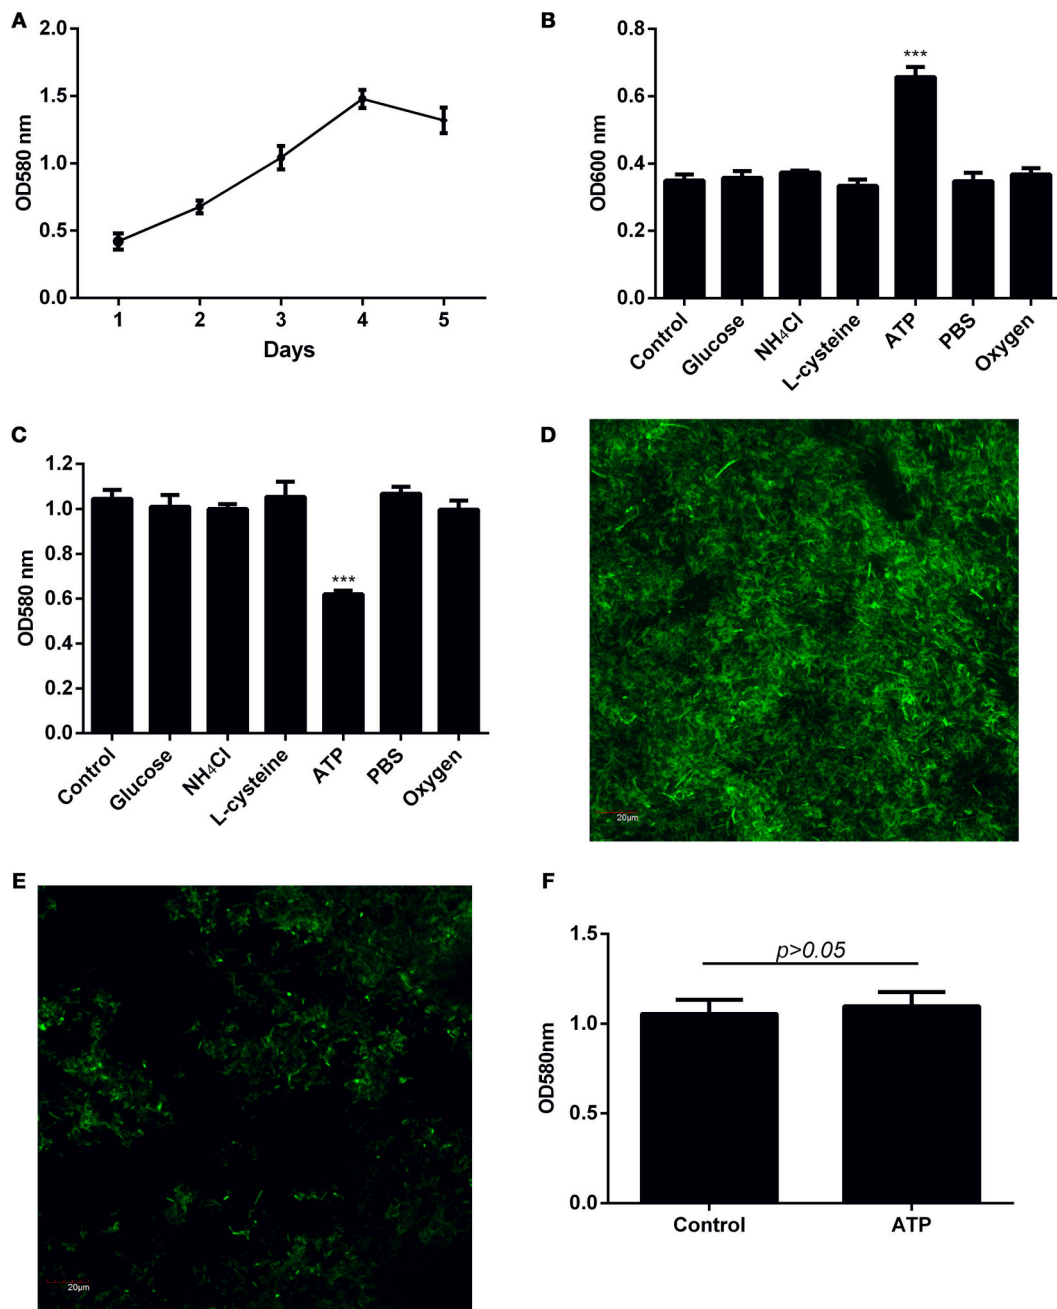 A
OD580 nm
2.0
1.5
1.0
0.5
0.0
1 2 3 4 5
Days
B
OD600 nm
0.8
0.6
0.4
0.2
0.0
***
Control
Glucose
NH₄Cl
L-cysteine
ATP
PBS
Oxygen
C
OD580 nm
1.2
1.0
0.8
0.6
0.4
0.2
0.0
***
Control
Glucose
NH₄Cl
L-cysteine
ATP
PBS
Oxygen
D
20µm
E
20µm
F
OD580nm
1.5
1.0
0.5
0.0
p>0.05
Control ATP